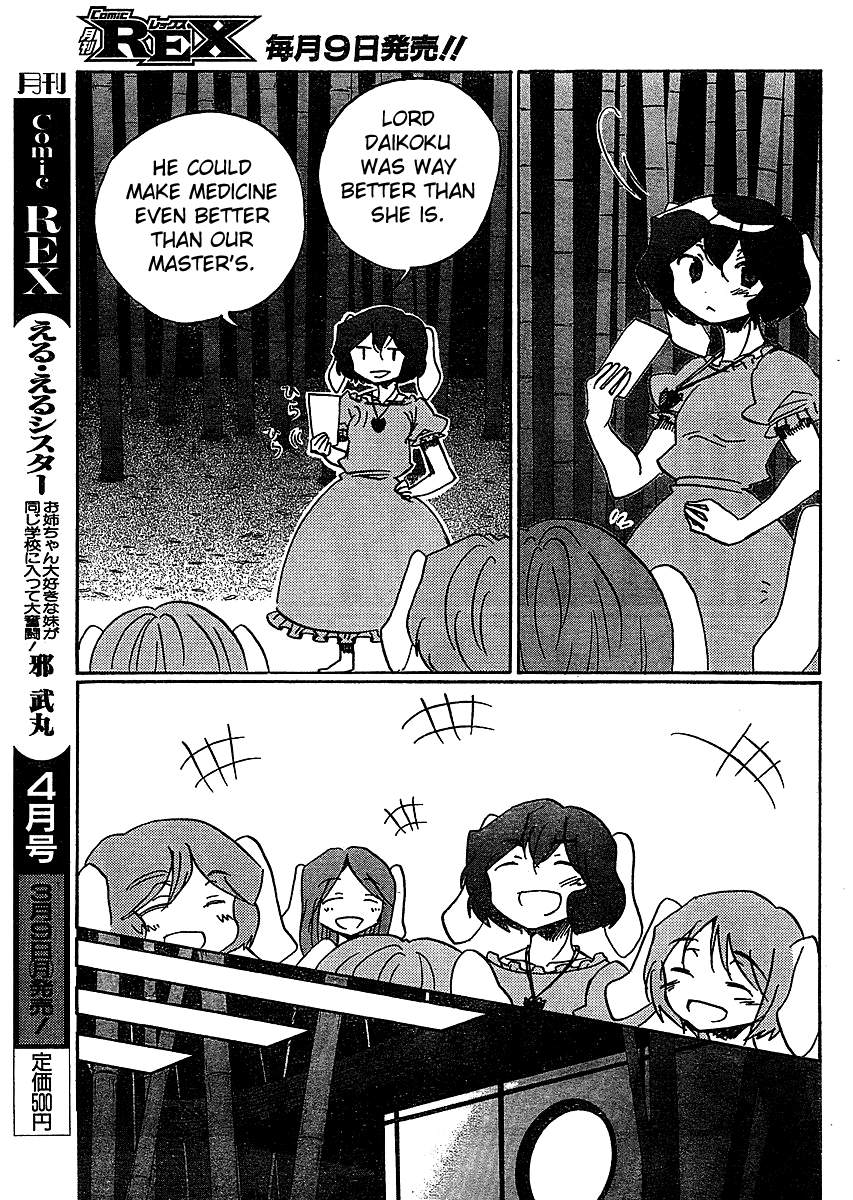 Comic
レックス
月刊
REX
毎月9日発売!!
LORD
DAIKOKU
WAS WAY
BETTER THAN
SHE IS.
HE COULD
MAKE MEDICINE
EVEN BETTER
THAN OUR
MASTER'S.
ひら
ひら
月刊
Comic REX
える・えるシスター
お姉ちゃん大好きな妹が
同じ学校に入って大奮闘!
邪 武丸
4月号
3月9日月発売!
定価500円